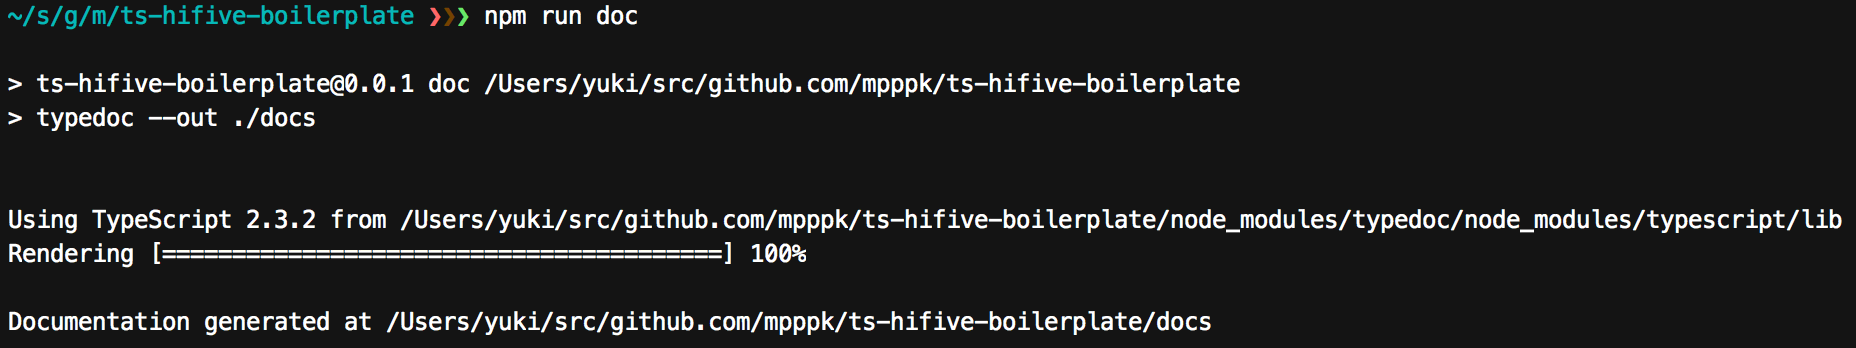 ~/s/g/m/ts-hifive-boilerplate ❯❯❯ npm run doc
> ts-hifive-boilerplate@0.0.1 doc /Users/yuki/src/github.com/mpppk/ts-hifive-boilerplate
> typedoc --out ./docs
Using TypeScript 2.3.2 from /Users/yuki/src/github.com/mpppk/ts-hifive-boilerplate/node_modules/typedoc/node_modules/typescript/lib
Rendering [========================================] 100%
Documentation generated at /Users/yuki/src/github.com/mpppk/ts-hifive-boilerplate/docs